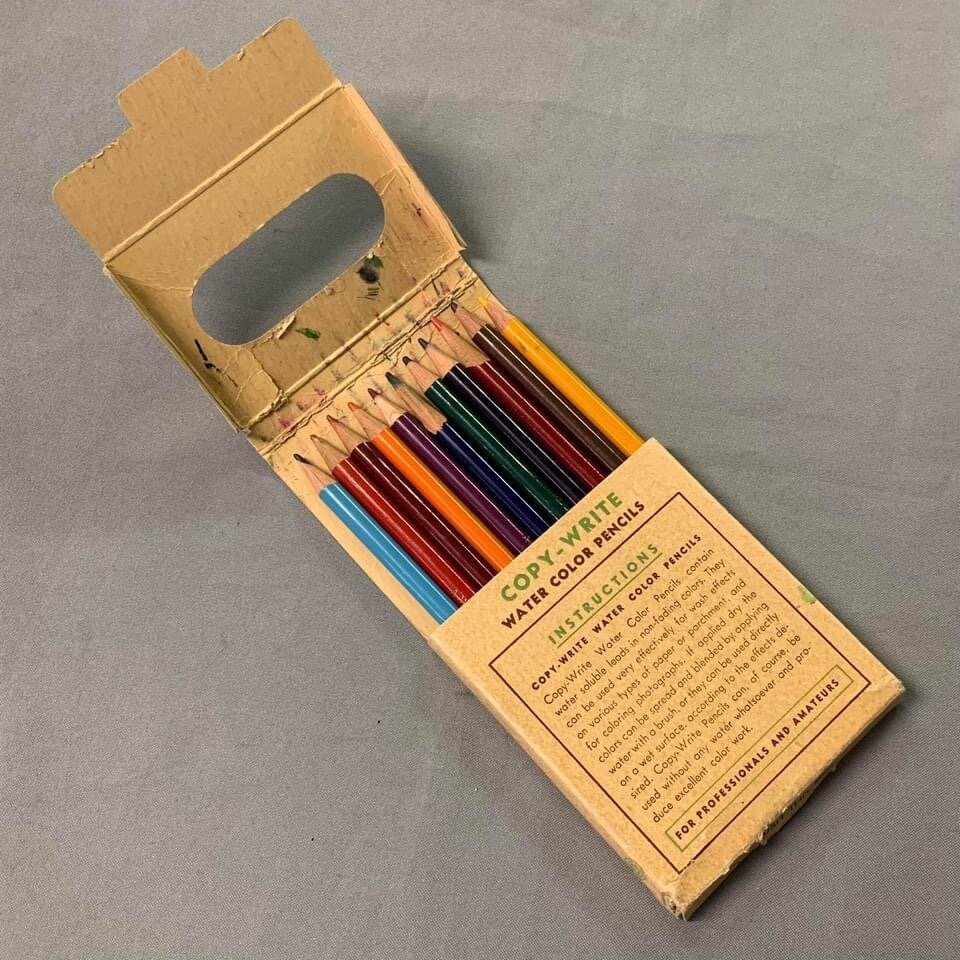 COPY-WRITE
WATER COLOR PENCILS
INSTRUCTIONS
COPY-WRITE WATER COLOR PENCILS
Copy-Write Water Color Pencils contain
water soluble leads in non-fading colors. They
can be used very effectively for wash effects
on various types of paper or parchment; and
for coloring photographs. If applied dry the
colors can be spread and blended by applying
water with a brush, or they can be used directly
on a wet surface, according to the effects de-
sired. Copy-Write Pencils can, of course, be
used without any water whatsoever and pro-
duce excellent color work.
FOR PROFESSIONALS AND AMATEURS